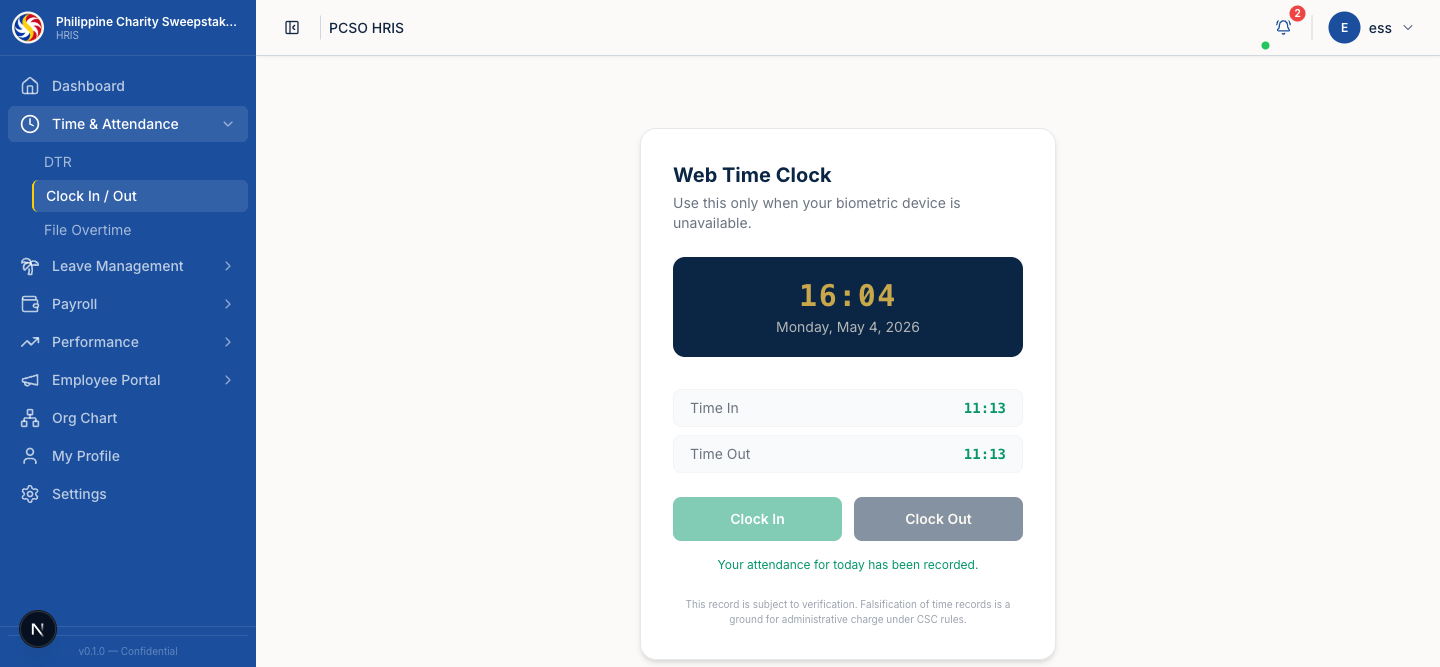 Philippine Charity Sweepstak...
HRIS
PCSO HRIS
2
E
ess
Dashboard
Time & Attendance
DTR
Clock In / Out
File Overtime
Leave Management
Payroll
Performance
Employee Portal
Org Chart
My Profile
Settings
N
v0.1.0 — Confidential
Web Time Clock
Use this only when your biometric device is
unavailable.
16:04
Monday, May 4, 2026
Time In 11:13
Time Out 11:13
Clock In Clock Out
Your attendance for today has been recorded.
This record is subject to verification. Falsification of time records is a
ground for administrative charge under CSC rules.